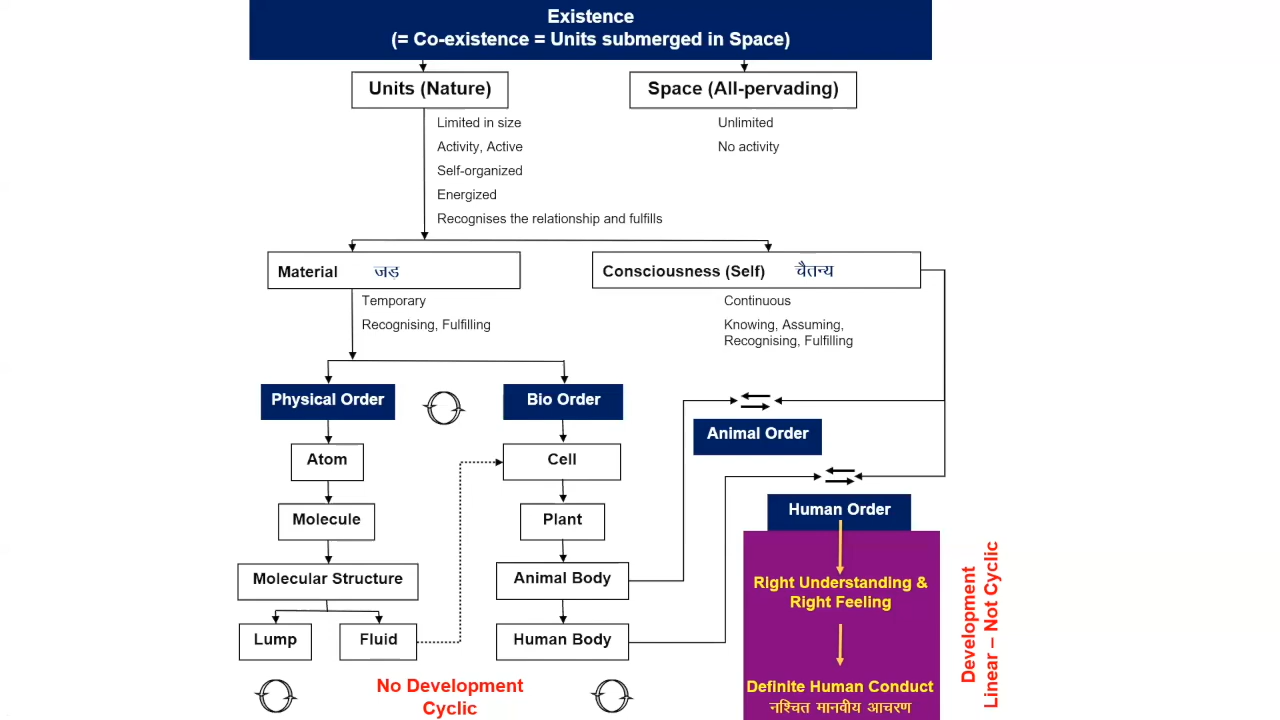 Existence
(= Co-existence = Units submerged in Space)
Units (Nature)
Space (All-pervading)
Limited in size
Activity, Active
Self-organized
Energized
Recognises the relationship and fulfills
Unlimited
No activity
Material जड़
Consciousness (Self) चैतन्य
Temporary
Recognising, Fulfilling
Continuous
Knowing, Assuming,
Recognising, Fulfilling
Physical Order
Bio Order
Animal Order
Atom
Cell
Molecule
Plant
Human Order
Molecular Structure
Animal Body
Right Understanding &
Right Feeling
Lump
Fluid
Human Body
No Development
Cyclic
Definite Human Conduct
निश्चित मानवीय आचरण
Development
Linear – Not Cyclic